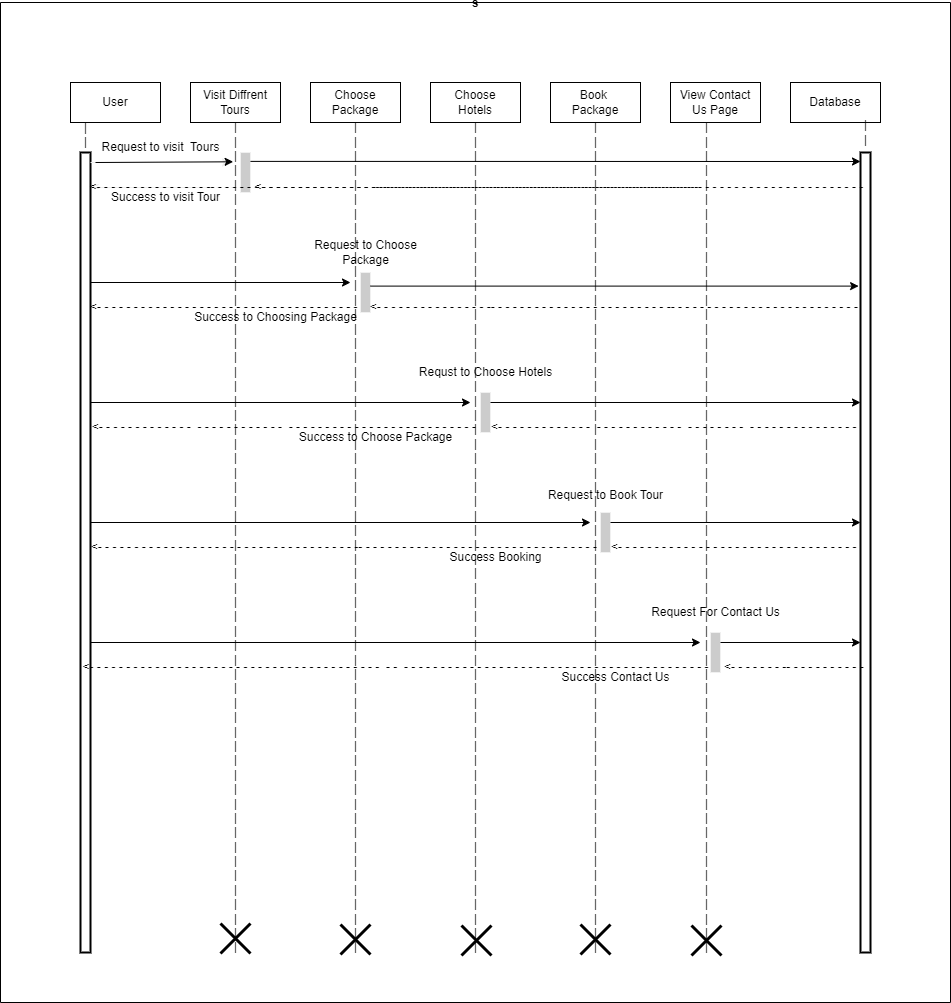 s
User
Visit Diffrent
Tours
Choose
Package
Choose
Hotels
Book
Package
View Contact
Us Page
Database
Request to visit  Tours
Success to visit Tour
Request to Choose
Package
Success to Choosing Package
Requst to Choose Hotels
Success to Choose Package
Request to Book Tour
Success Booking
Request For Contact Us
Success Contact Us